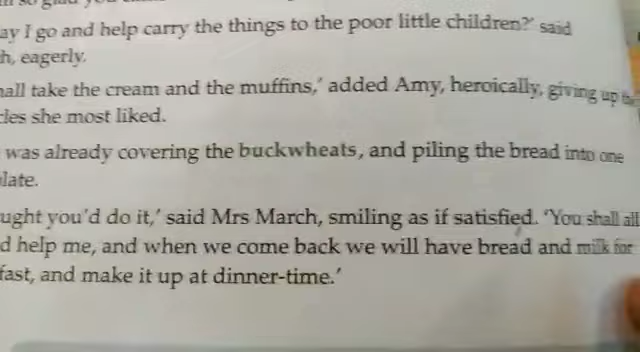 ay I go and help carry the things to the poor little children?' said
h, eagerly.
all take the cream and the muffins,' added Amy, heroically, giving up
cles she most liked.
was already covering the buckwheats, and piling the bread into one
late.
ught you'd do it,' said Mrs March, smiling as if satisfied. 'You shall all
d help me, and when we come back we will have bread and milk for
fast, and make it up at dinner-time.'